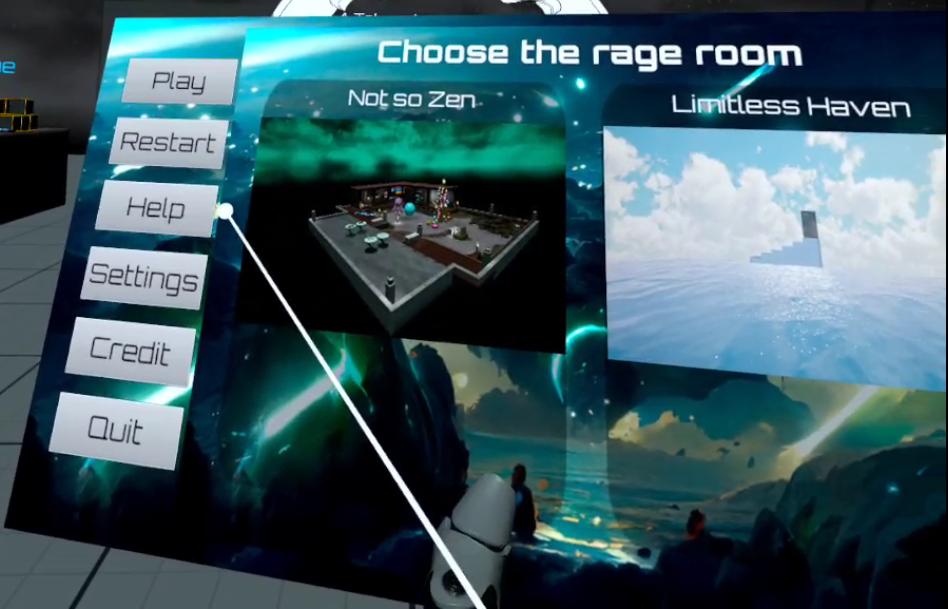 Choose the rage room
Play
Restart
Help
Settings
Credit
Quit
Not so Zen
Limitless Haven